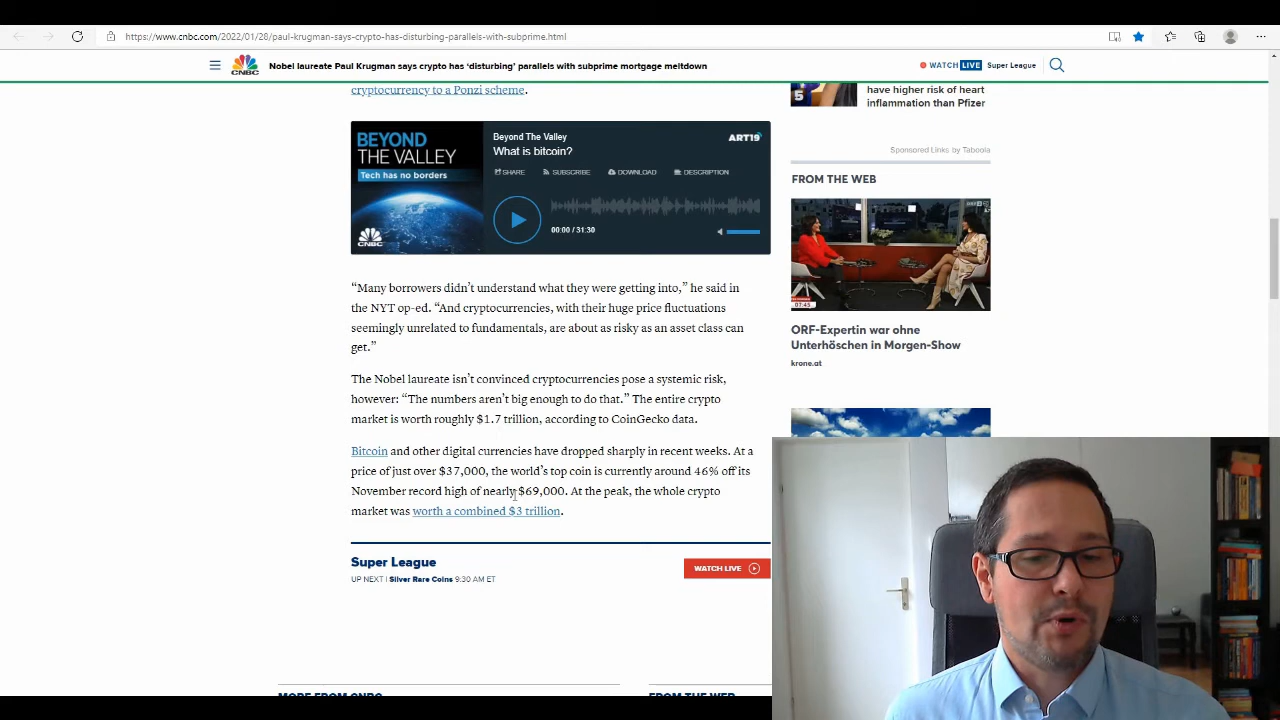 https://www.cnbc.com/2022/01/28/paul-krugman-says-crypto-has-disturbing-parallels-with-subprime.html
CNBC
Nobel laureate Paul Krugman says crypto has ‘disturbing’ parallels with subprime mortgage meltdown
WATCH LIVE Super League
cryptocurrency to a Ponzi scheme.
BEYOND
THE VALLEY
Tech has no borders
CNBC
Beyond The Valley
ART19
What is bitcoin?
SHARE SUBSCRIBE DOWNLOAD DESCRIPTION
00:00 / 31:30
“Many borrowers didn’t understand what they were getting into,” he said in
the NYT op-ed. “And cryptocurrencies, with their huge price fluctuations
seemingly unrelated to fundamentals, are about as risky as an asset class can
get.”
The Nobel laureate isn’t convinced cryptocurrencies pose a systemic risk,
however: “The numbers aren’t big enough to do that.” The entire crypto
market is worth roughly $1.7 trillion, according to CoinGecko data.
Bitcoin and other digital currencies have dropped sharply in recent weeks. At a
price of just over $37,000, the world’s top coin is currently around 46% off its
November record high of nearly $69,000. At the peak, the whole crypto
market was worth a combined $3 trillion.
Super League
UP NEXT | Silver Rare Coins 9:30 AM ET
WATCH LIVE
MORE FROM CNBC
FROM THE WEB
5
have higher risk of heart
inflammation than Pfizer
Sponsored Links by Taboola
FROM THE WEB
07:45
ORF-Expertin war ohne
Unterhöschen in Morgen-Show
krone.at